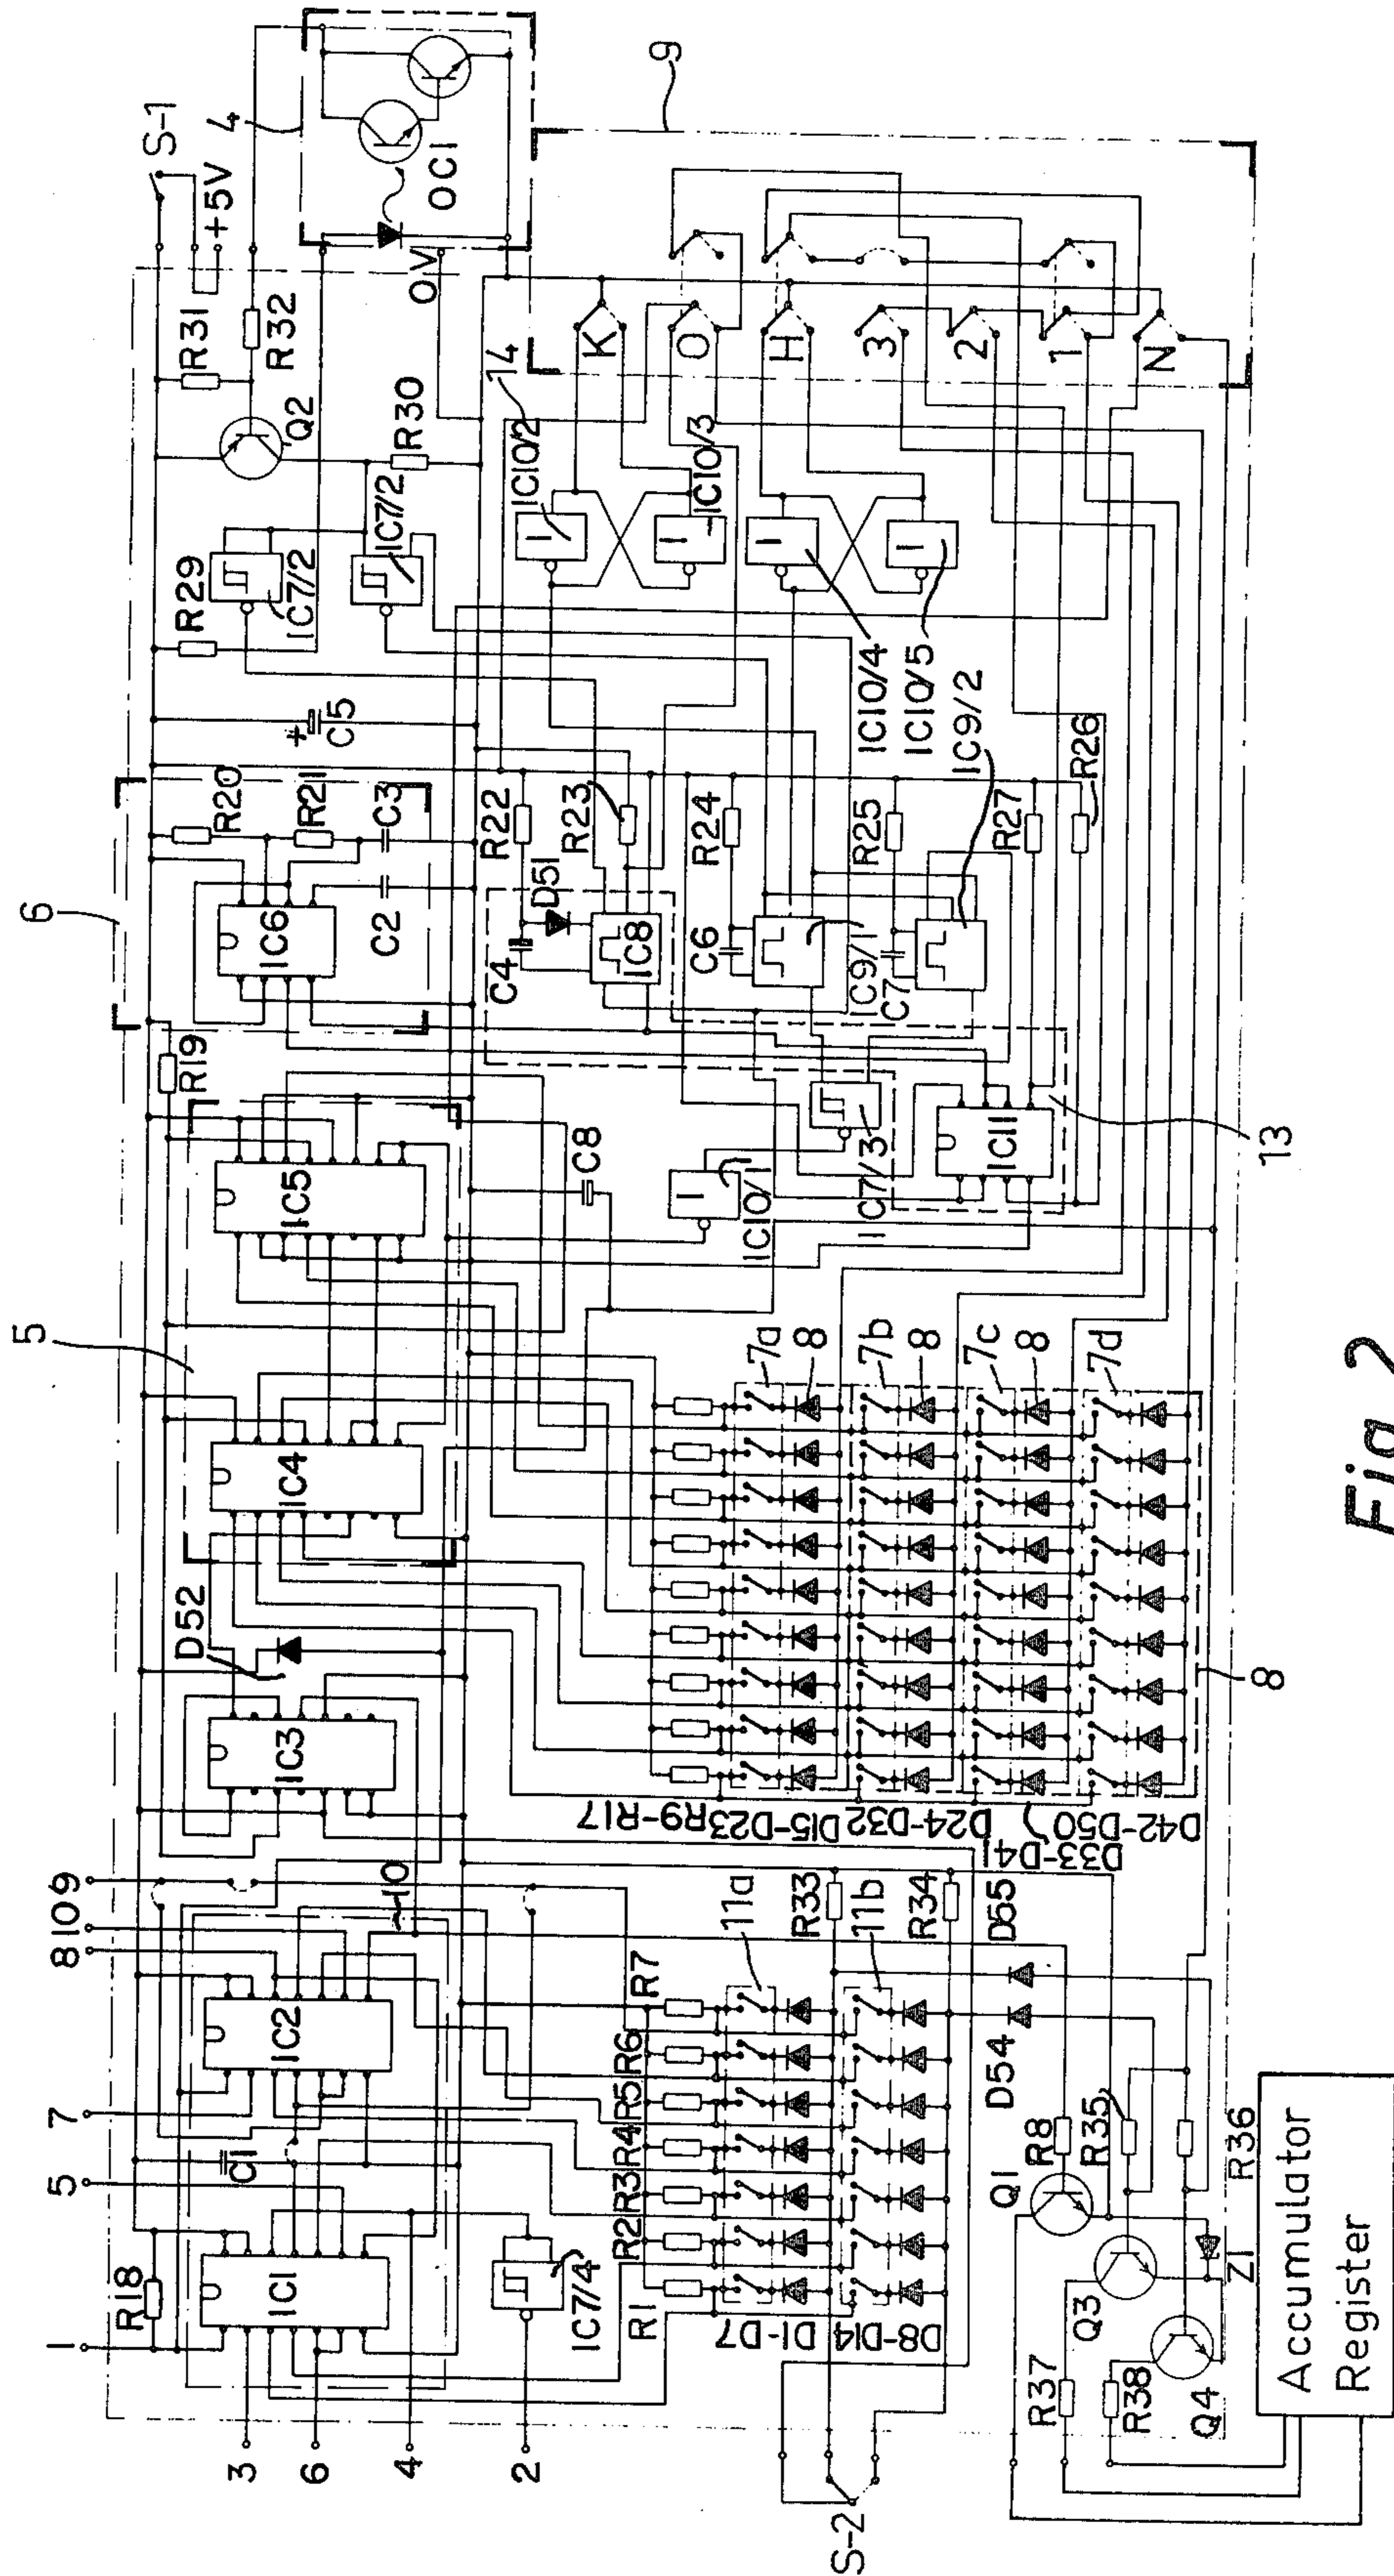 S-1
+5V
4
R31
R32
Q2
R30
IC7/2
IC7/2
R29
C5
+
0V
OC1
9
14
K
O
H
3
2
1
N
IC10/2
IC10/3
IC10/4
IC10/5
IC9/2
6
R20
R21
C3
C2
IC6
R22
R23
D51
C4
IC8
R24
C6
IC9/1
R25
C7
R27
R26
R19
5
IC5
IC4
C8
1
1
1
1
1
IC10/1
IC7/3
IC11
13
D52
IC3
7a
8
7b
8
7c
8
7d
8
R9-R17
D15-D23
D24-D32
D33-D41
D42-D50
8
10
9
7
5
1
R18
C1
IC1
IC2
10
3
6
4
2
IC7/4
R1
R2
R3
R4
R5
R6
R7
11a
R33
11b
R34
D1-D7
D8-D14
D55
D54
S-2
Q1
R8
R35
R36
Q3
Z1
R37
R38
Q4
Accumulator
Register
Fig. 2